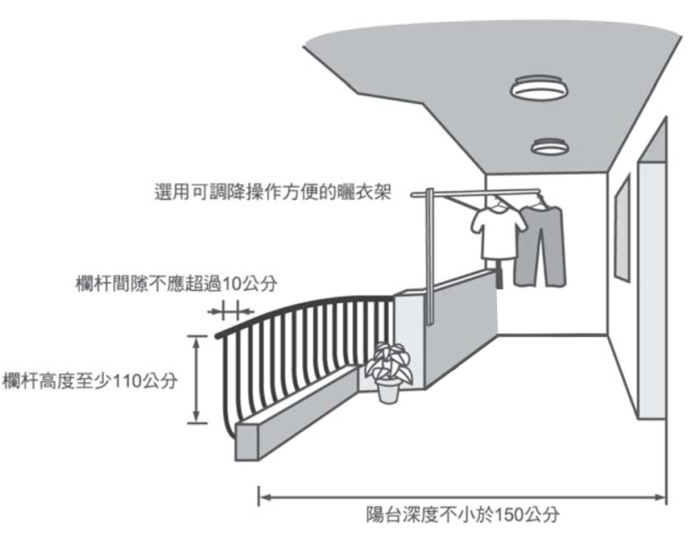 選用可調降操作方便的曬衣架
欄杆間隙不應超過10公分
欄杆高度至少110公分
陽台深度不小於150公分